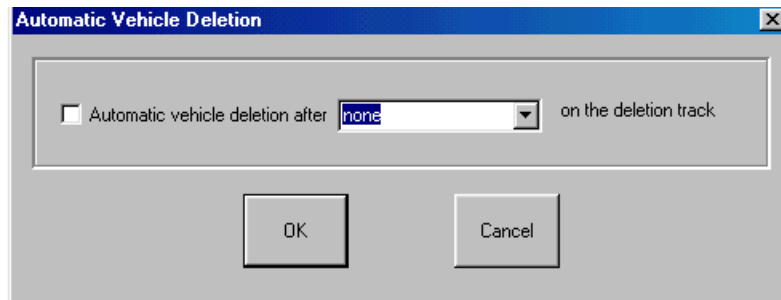 Automatic Vehicle Deletion
Automatic vehicle deletion after none on the deletion track
OK Cancel